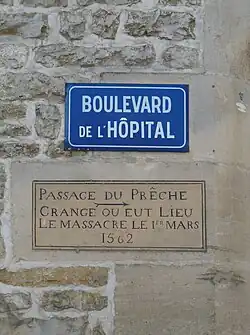 BOULEVARD
DE L'HÔPITAL
PASSAGE DU PRÊCHE
GRANGE OU EUT LIEU
LE MASSACRE LE 1ER MARS
1562